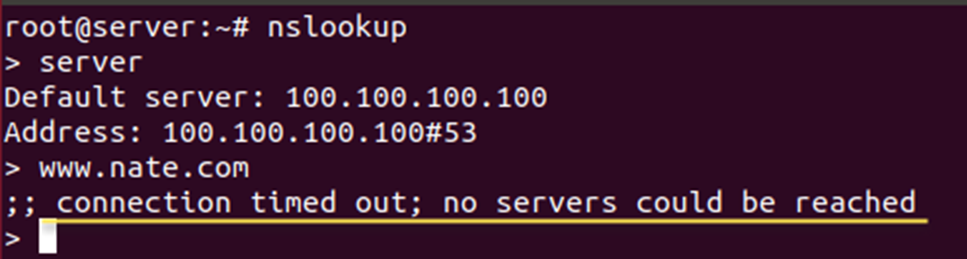 root@server:~# nslookup
> server
Default server: 100.100.100.100
Address: 100.100.100.100#53
> www.nate.com
;; connection timed out; no servers could be reached
>